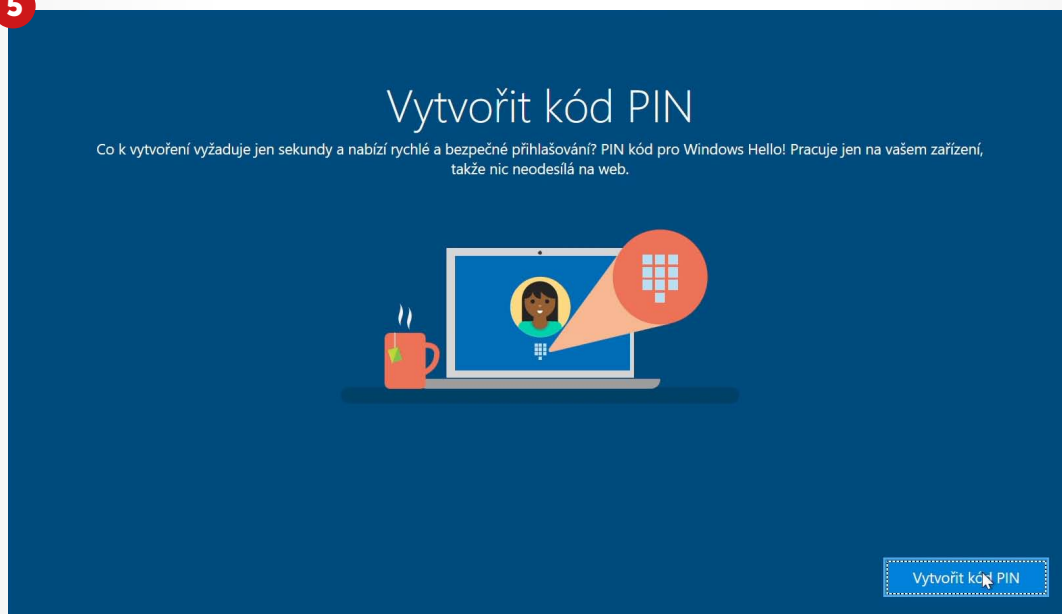 5
Vytvořit kód PIN
Co k vytvoření vyžaduje jen sekundy a nabízí rychlé a bezpečné přihlašování? PIN kód pro Windows Hello! Pracuje jen na vašem zařízení,
takže nic neodesílá na web.
Vytvořit kód PIN